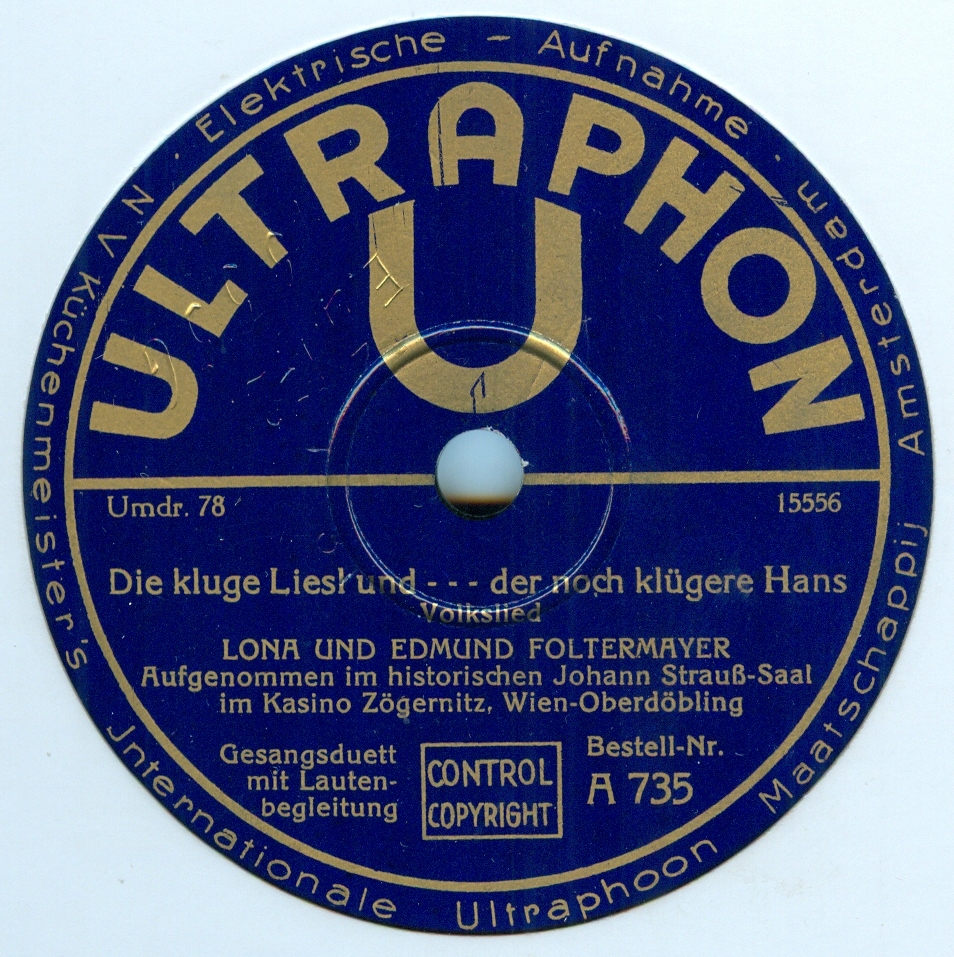 Elektrische - Aufnahme.
N V Küchenmeister's Internationale Ultraphoon Maatschappij Amsterdam
ULTRAPHON
U
Umdr. 78
15556
Die kluge Liesl und - - - der noch klügere Hans
Volkslied
LONA UND EDMUND FOLTERMAYER
Aufgenommen im historischen Johann Strauß-Saal
im Kasino Zögernitz, Wien-Oberdöbling
Gesangsduett
mit Lauten-
begleitung
CONTROL
COPYRIGHT
Bestell-Nr.
A 735